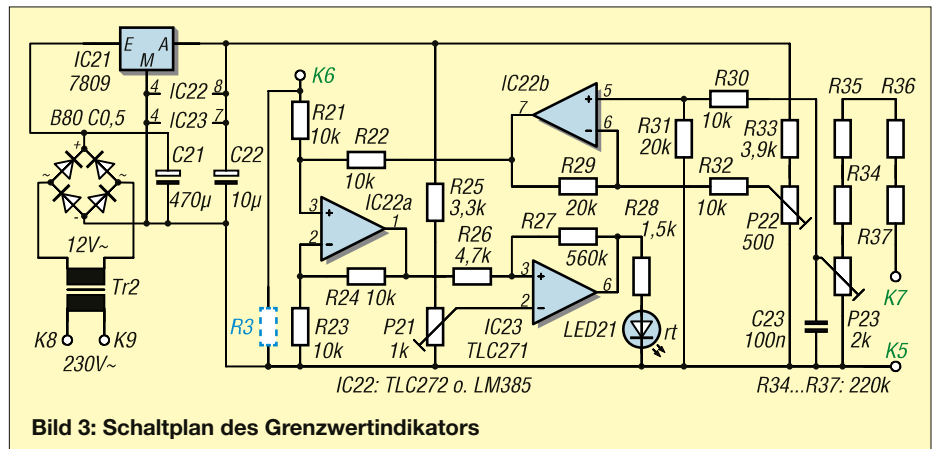 E A
M
IC21
7809
4 IC22 8
4 IC23 7
B80 C0,5
+
~ ~
-
C21
470µ
C22
10µ
12V~
Tr2
K8 K9
230V~
K6
R21
10k
R22
10k
IC22a
3
2
1
R24 10k
R23
10k
R3
R25
3,3k
R26
4,7k
P21
1k
R27
560k
3
2
6
+
-
IC23
TLC271
R28
1,5k
LED21
rt
IC22b
7
5
6
+
-
R29
20k
R31
20k
R30
10k
R32
10k
R33
3,9k
P22
500
R35
R36
R34
R37
K7
C23
100n
P23
2k
K5
IC22: TLC272 o. LM385
R34...R37: 220k
Bild 3: Schaltplan des Grenzwertindikators